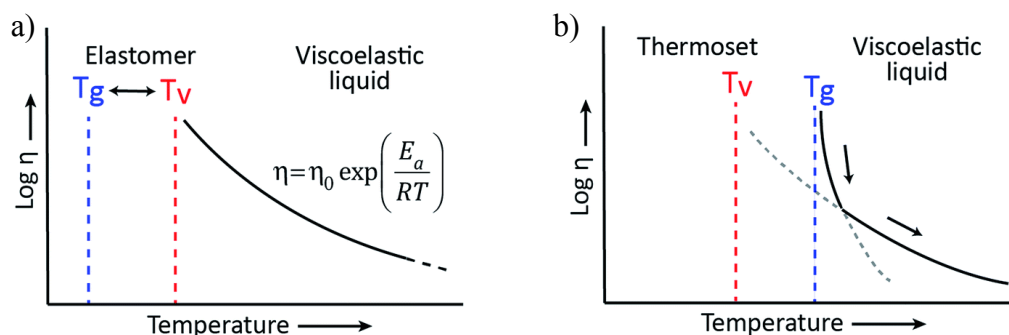 a)
Elastomer
Viscoelastic
liquid
Tg
Tv
η=η0 exp(Ea/RT)
Log η
Temperature
b)
Thermoset
Viscoelastic
liquid
Tv
Tg
Log η
Temperature